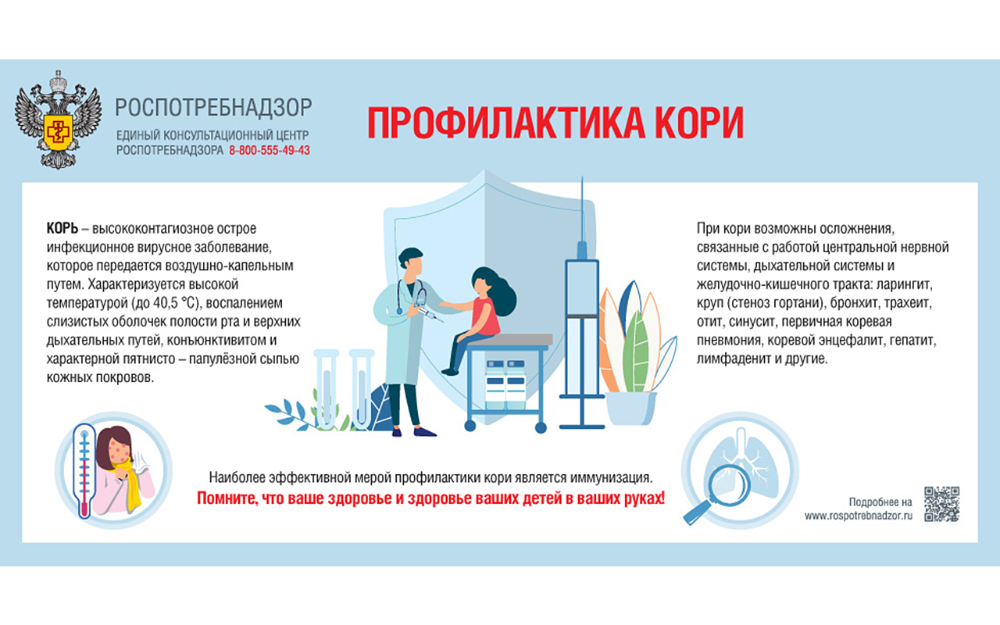 РОСПОТРЕБНАДЗОР
ЕДИНЫЙ КОНСУЛЬТАЦИОННЫЙ ЦЕНТР
РОСПОТРЕБНАДЗОРА 8-800-555-49-43
ПРОФИЛАКТИКА КОРИ
КОРЬ – высококонтагиозное острое
инфекционное вирусное заболевание,
которое передается воздушно-капельным
путем. Характеризуется высокой
температурой (до 40,5 °C), воспалением
слизистых оболочек полости рта и верхних
дыхательных путей, конъюнктивитом и
характерной пятнисто – папулёзной сыпью
кожных покровов.
При кори возможны осложнения,
связанные с работой центральной нервной
системы, дыхательной системы и
желудочно-кишечного тракта: ларингит,
круп (стеноз гортани), бронхит, трахеит,
отит, синусит, первичная коревая
пневмония, коревой энцефалит, гепатит,
лимфаденит и другие.
Наиболее эффективной мерой профилактики кори является иммунизация.
Помните, что ваше здоровье и здоровье ваших детей в ваших руках!
Подробнее на
www.rospotrebnadzor.ru